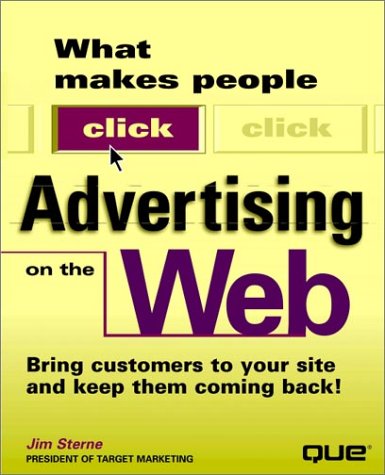 What
makes people
click click
Advertising
on the
Web
Bring customers to your site
and keep them coming back!
Jim Sterne
PRESIDENT OF TARGET MARKETING
QUE®